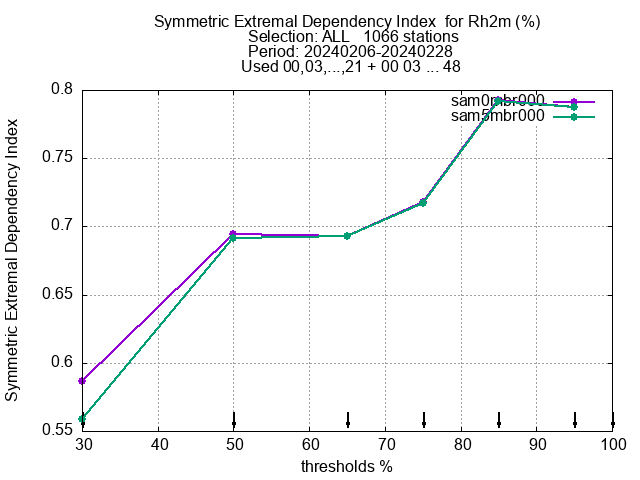 Symmetric Extremal Dependency Index  for Rh2m (%)
Selection: ALL   1066 stations
Period: 20240206-20240228
Used 00,03,...,21 + 00 03 ... 48
sam0mbr000
sam5mbr000
Symmetric Extremal Dependency Index
0.8
0.75
0.7
0.65
0.6
0.55
30 40 50 60 70 80 90 100
thresholds %